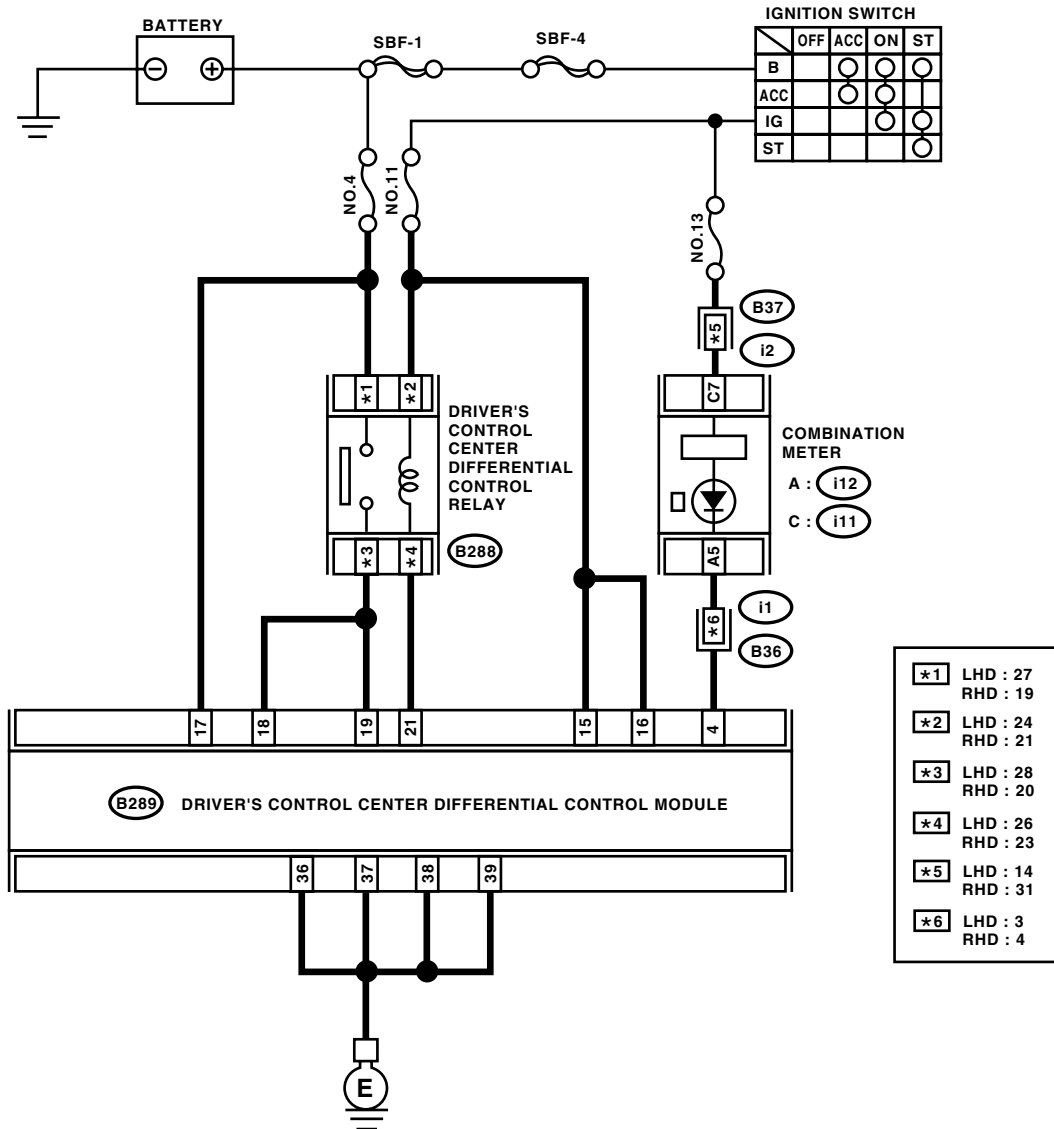 BATTERY
SBF-1
SBF-4
IGNITION SWITCH
OFF ACC ON ST
B
ACC
IG
ST
NO.4
NO.11
NO.13
B37
*5
i2
*1
*2
C7
DRIVER'S
CONTROL
CENTER
DIFFERENTIAL
CONTROL
RELAY
COMBINATION
METER
A : i12
C : i11
*3
*4
B288
A5
i1
*6
B36
17
18
19
21
15
16
4
B289 DRIVER'S CONTROL CENTER DIFFERENTIAL CONTROL MODULE
36
37
38
39
E
*1 LHD : 27
RHD : 19
*2 LHD : 24
RHD : 21
*3 LHD : 28
RHD : 20
*4 LHD : 26
RHD : 23
*5 LHD : 14
RHD : 31
*6 LHD : 3
RHD : 4